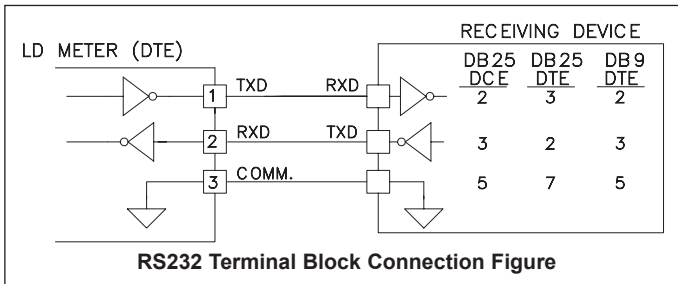 RECEIVING DEVICE
LD METER (DTE)
DB25 DB25 DB9
DCE DTE DTE
1 TXD RXD 2 3 2
2 RXD TXD 3 2 3
3 COMM. 5 7 5
RS232 Terminal Block Connection Figure